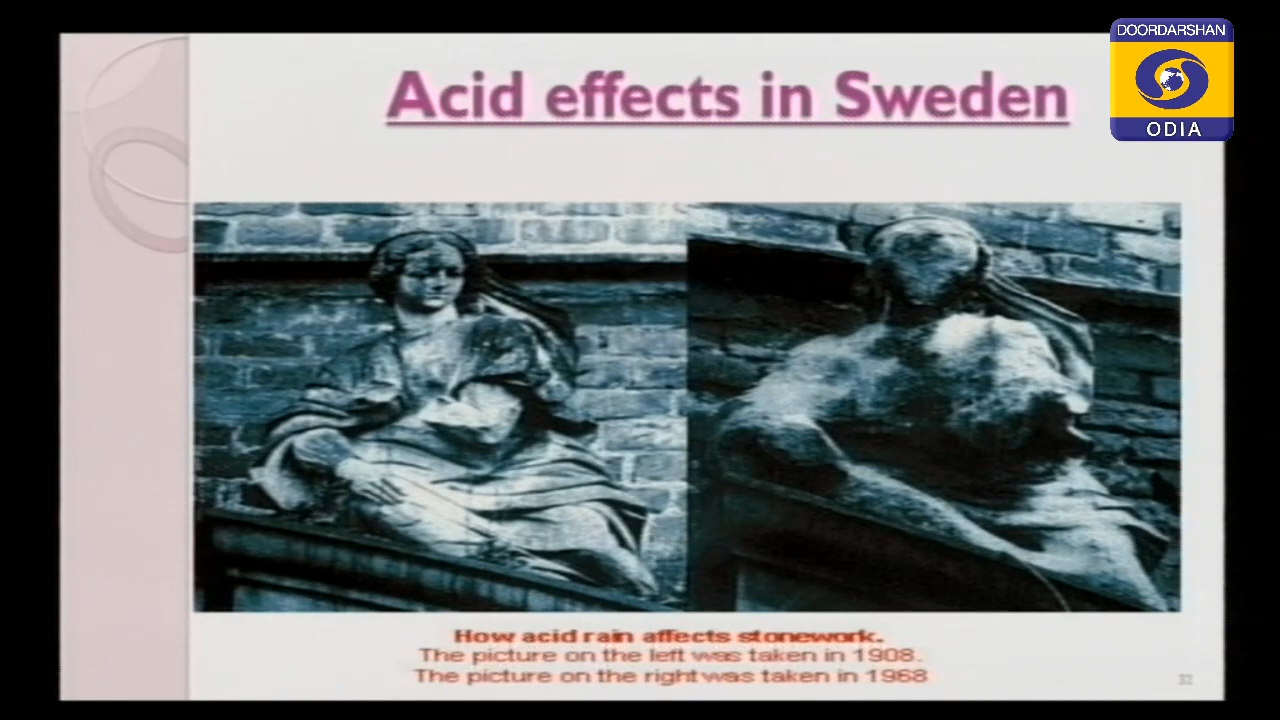 DOORDARSHAN
ODIA
Acid effects in Sweden
How acid rain affects stonework.
The picture on the left was taken in 1908.
The picture on the right was taken in 1968
32